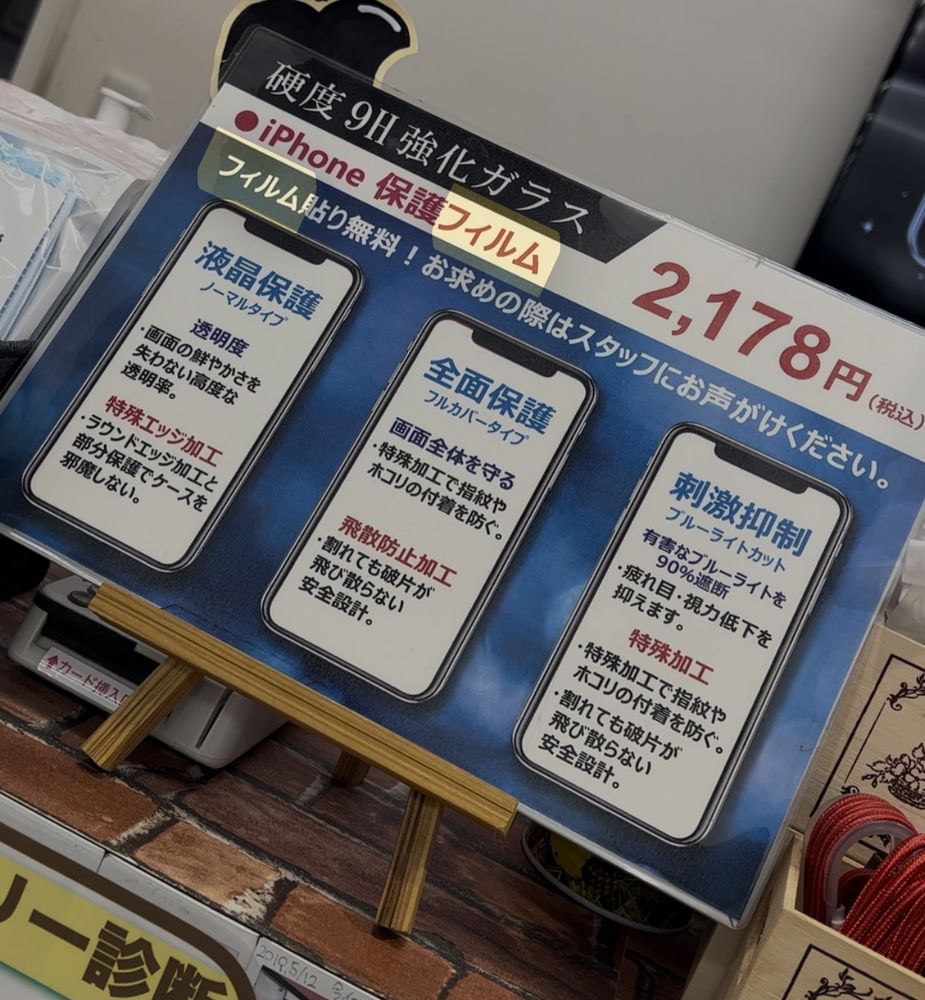 硬度 9H 強化ガラス
●iPhone 保護フィルム
2,178円(税込)
フィルム貼り無料！お求めの際はスタッフにお声がけください。
液晶保護
ノーマルタイプ
透明度
・画面の鮮やかさを
失わない高度な
透明率。
特殊エッジ加工
・ラウンドエッジ加工と
部分保護でケースを
邪魔しない。
全面保護
フルカバータイプ
画面全体を守る
・特殊加工で指紋や
ホコリの付着を防ぐ。
飛散防止加工
・割れても破片が
飛び散らない
安全設計。
刺激抑制
ブルーライトカット
有害なブルーライトを
90%遮断
・疲れ目・視力低下を
抑えます。
特殊加工
・特殊加工で指紋や
ホコリの付着を防ぐ。
・割れても破片が
飛び散らない
安全設計。
カード挿入
リー診断
2019.5/12